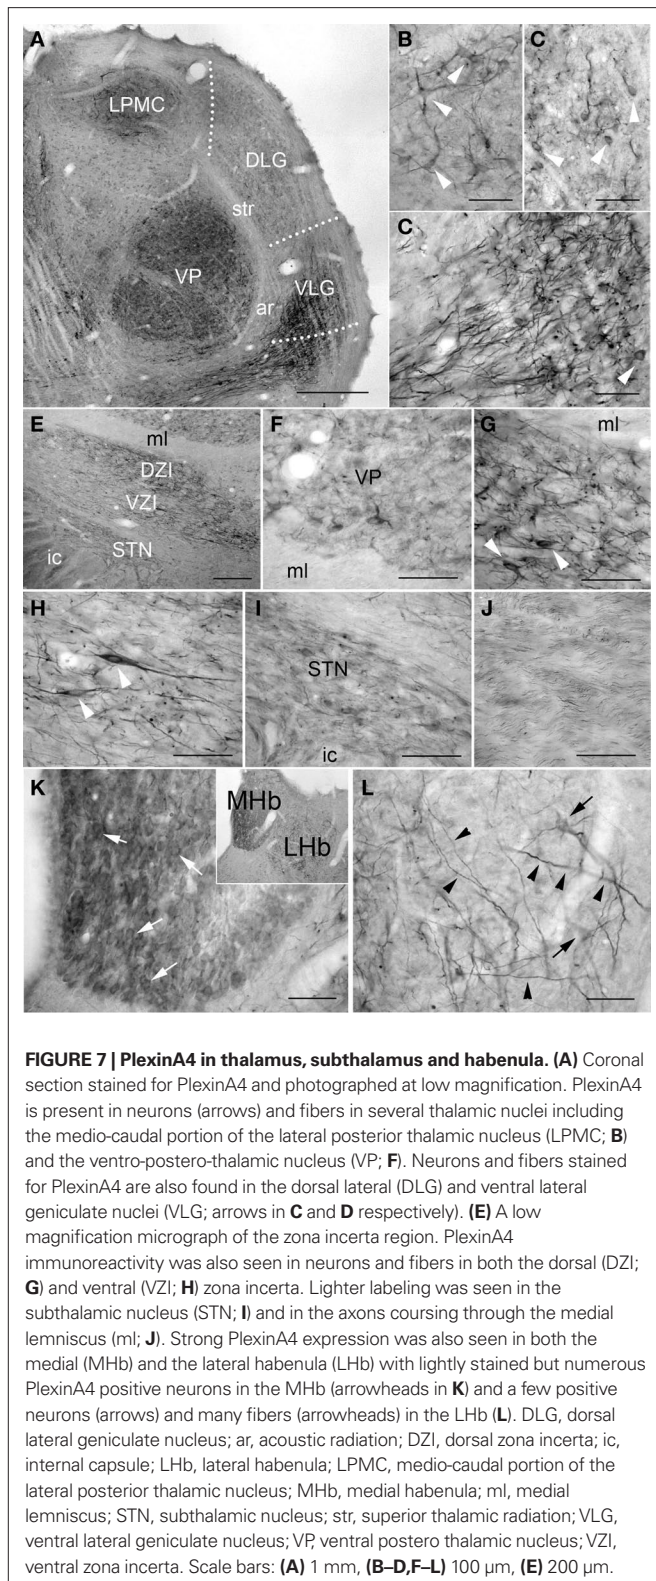 A
B
C
LPMC
DLG
str
VP
VLG
ar
C
E
ml
DZI
VZI
STN
ic
F
VP
ml
G
ml
H
I
STN
ic
J
K
MHb
LHb
L
FIGURE 7 | PlexinA4 in thalamus, subthalamus and habenula. (A) Coronal
section stained for PlexinA4 and photographed at low magnification. PlexinA4
is present in neurons (arrows) and fibers in several thalamic nuclei including
the medio-caudal portion of the lateral posterior thalamic nucleus (LPMC; B)
and the ventro-postero-thalamic nucleus (VP; F). Neurons and fibers stained
for PlexinA4 are also found in the dorsal lateral (DLG) and ventral lateral
geniculate nuclei (VLG; arrows in C and D respectively). (E) A low
magnification micrograph of the zona incerta region. PlexinA4
immunoreactivity was also seen in neurons and fibers in both the dorsal (DZI;
G) and ventral (VZI; H) zona incerta. Lighter labeling was seen in the
subthalamic nucleus (STN; I) and in the axons coursing through the medial
lemniscus (ml; J). Strong PlexinA4 expression was also seen in both the
medial (MHb) and the lateral habenula (LHb) with lightly stained but numerous
PlexinA4 positive neurons in the MHb (arrowheads in K) and a few positive
neurons (arrows) and many fibers (arrowheads) in the LHb (L). DLG, dorsal
lateral geniculate nucleus; ar, acoustic radiation; DZI, dorsal zona incerta; ic,
internal capsule; LHb, lateral habenula; LPMC, medio-caudal portion of the
lateral posterior thalamic nucleus; MHb, medial habenula; ml, medial
lemniscus; STN, subthalamic nucleus; str, superior thalamic radiation; VLG,
ventral lateral geniculate nucleus; VP, ventral postero thalamic nucleus; VZI,
ventral zona incerta. Scale bars: (A) 1 mm, (B–D,F–L) 100 μm, (E) 200 μm.